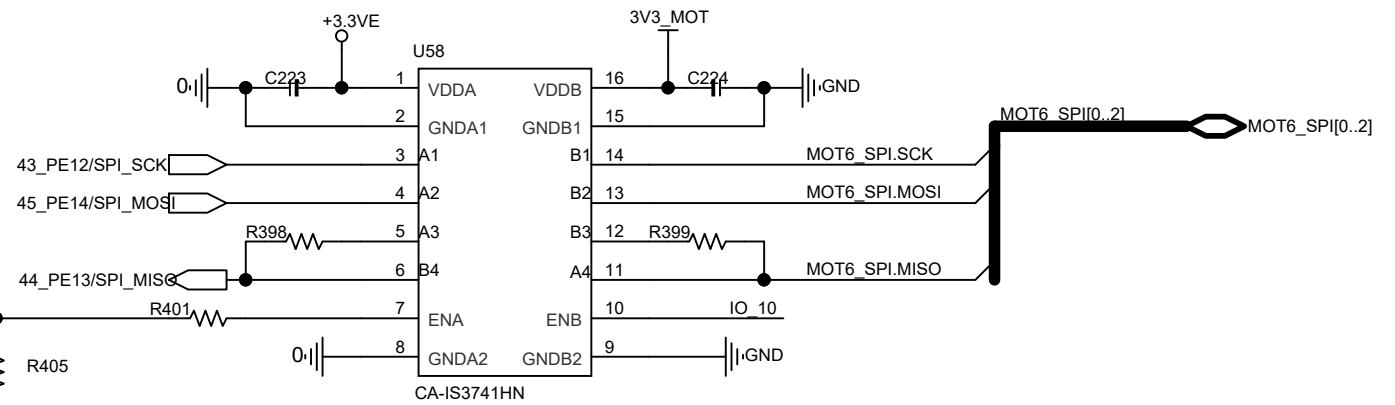 +3.3VE
3V3_MOT
U58
0
C223
1
VDDA
VDDB
16
C224
GND
2
GNDA1
GNDB1
15
MOT6_SPI[0..2]
MOT6_SPI[0..2]
43_PE12/SPI_SCK
3
A1
B1
14
MOT6_SPI.SCK
45_PE14/SPI_MOSI
4
A2
B2
13
MOT6_SPI.MOSI
R398
5
A3
B3
12
R399
44_PE13/SPI_MISO
6
B4
A4
11
MOT6_SPI.MISO
R401
7
ENA
ENB
10
IO_10
0
8
GNDA2
GNDB2
9
GND
R405
CA-IS3741HN